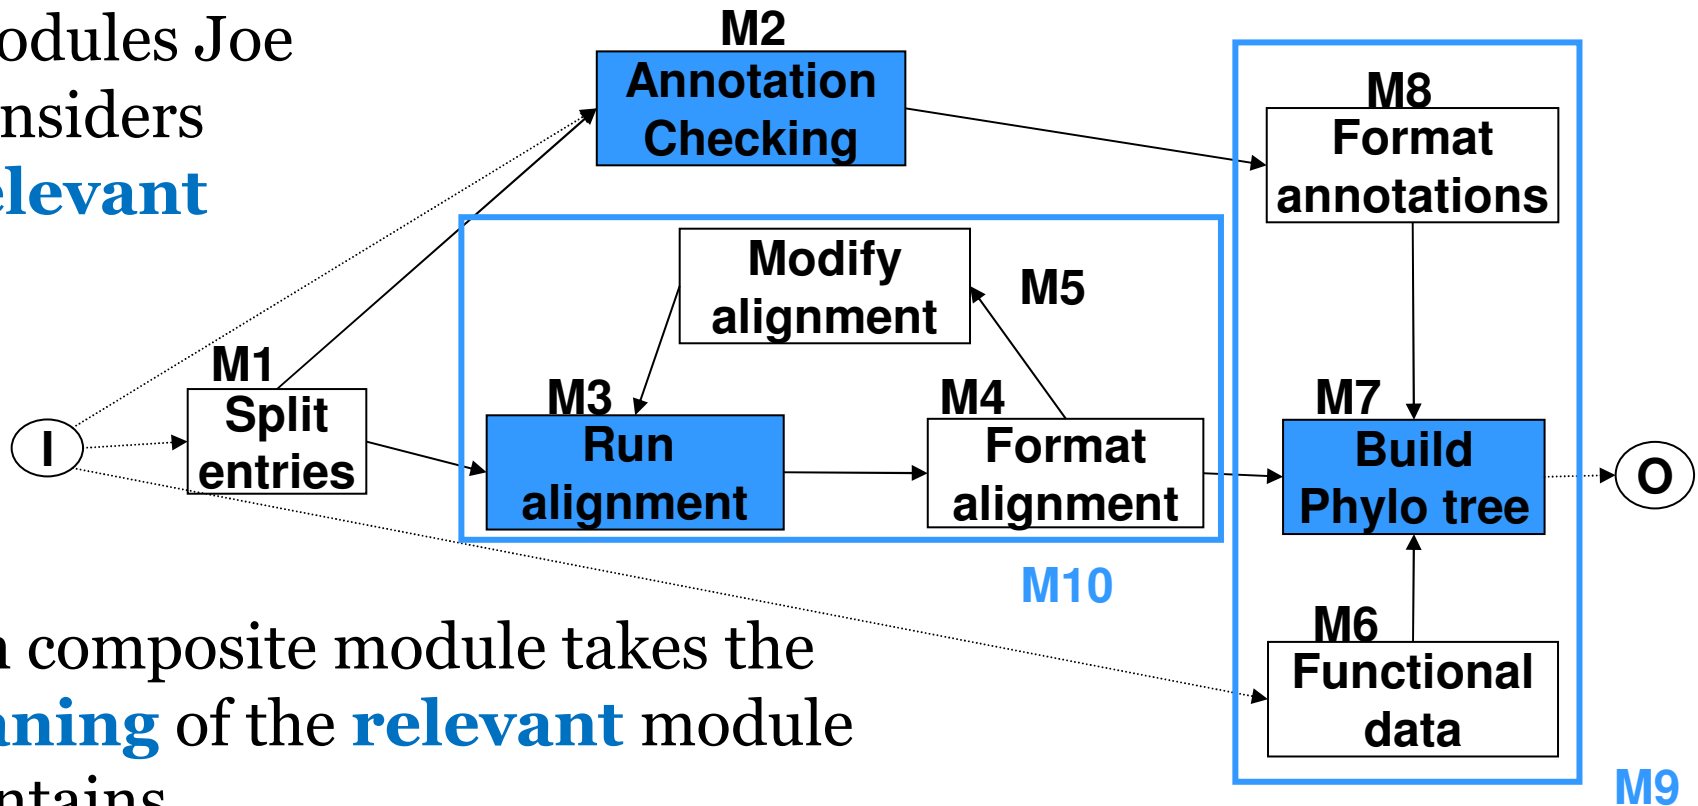 odules Joe
nsiders
elevant
M2
Annotation
Checking
M8
Format
annotations
Modify
alignment
M5
M1
Split
entries
I
M3
Run
alignment
M4
Format
alignment
M7
Build
Phylo tree
O
M10
M6
Functional
data
M9
n composite module takes the
aning of the relevant module
ntains